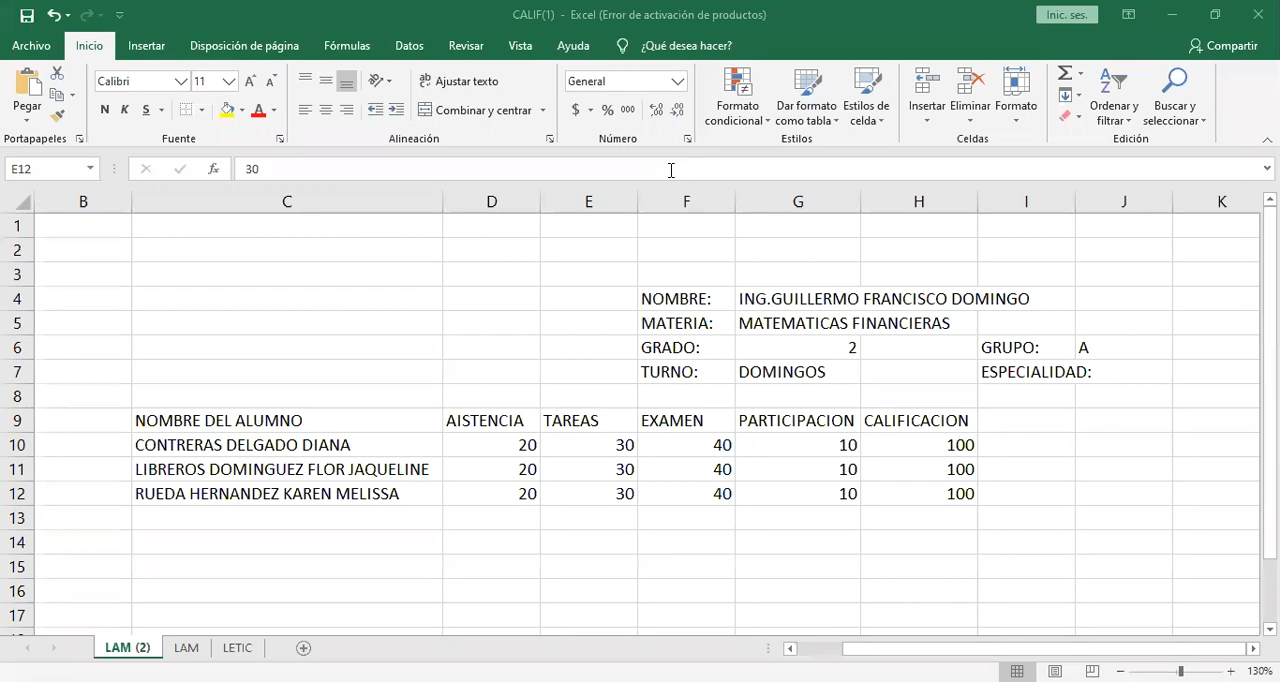 CALIF(1) - Excel (Error de activación de productos)
Inic. ses.
Archivo Inicio Insertar Disposición de página Fórmulas Datos Revisar Vista Ayuda ¿Qué desea hacer? Compartir
Pegar
Calibri 11
N K S
Ajustar texto
Combinar y centrar
General
$ % 000
Formato condicional
Dar formato como tabla
Estilos de celda
Insertar Eliminar Formato
Ordenar y filtrar
Buscar y seleccionar
Portapapeles Fuente Alineación Número Estilos Celdas Edición
E12 fx 30
B C D E F G H I J K
1
2
3
4 NOMBRE: ING.GUILLERMO FRANCISCO DOMINGO
5 MATERIA: MATEMATICAS FINANCIERAS
6 GRADO: 2 GRUPO: A
7 TURNO: DOMINGOS ESPECIALIDAD:
8
9 NOMBRE DEL ALUMNO AISTENCIA TAREAS EXAMEN PARTICIPACION CALIFICACION
10 CONTRERAS DELGADO DIANA 20 30 40 10 100
11 LIBREROS DOMINGUEZ FLOR JAQUELINE 20 30 40 10 100
12 RUEDA HERNANDEZ KAREN MELISSA 20 30 40 10 100
13
14
15
16
17
LAM (2) LAM LETIC
130%